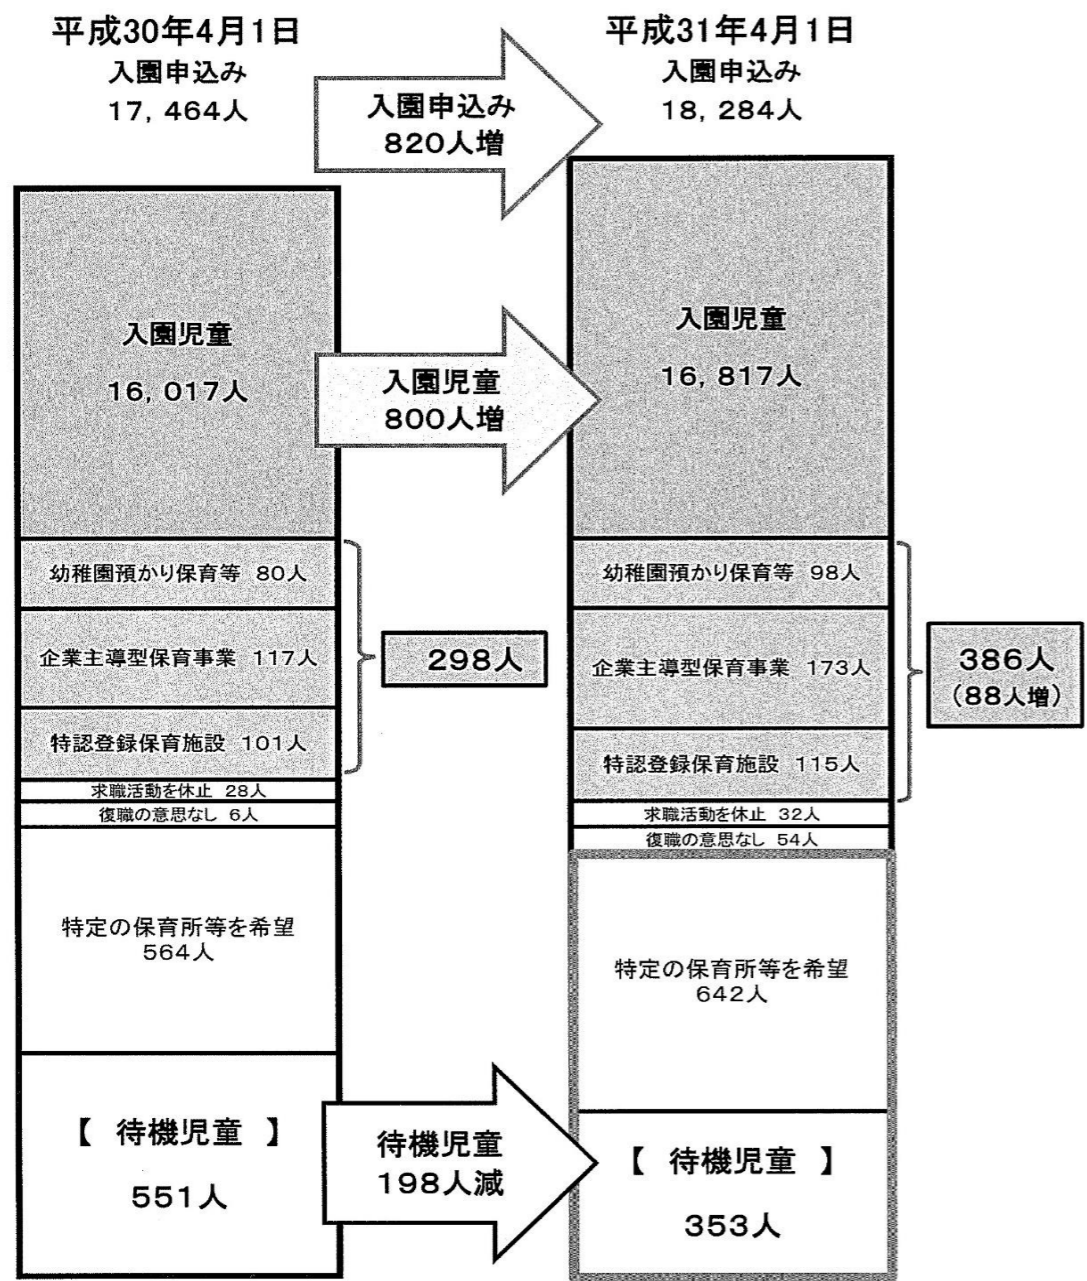 平成30年4月1日
入園申込み
17,464人
入園児童
16,017人
幼稚園預かり保育等 80人
企業主導型保育事業 117人
特認登録保育施設 101人
298人
求職活動を休止 28人
復職の意思なし 6人
特定の保育所等を希望
564人
【 待機児童 】
551人
入園申込み
820人増
入園児童
800人増
待機児童
198人減
平成31年4月1日
入園申込み
18,284人
入園児童
16,817人
幼稚園預かり保育等 98人
企業主導型保育事業 173人
特認登録保育施設 115人
386人
(88人増)
求職活動を休止 32人
復職の意思なし 54人
特定の保育所等を希望
642人
【 待機児童 】
353人